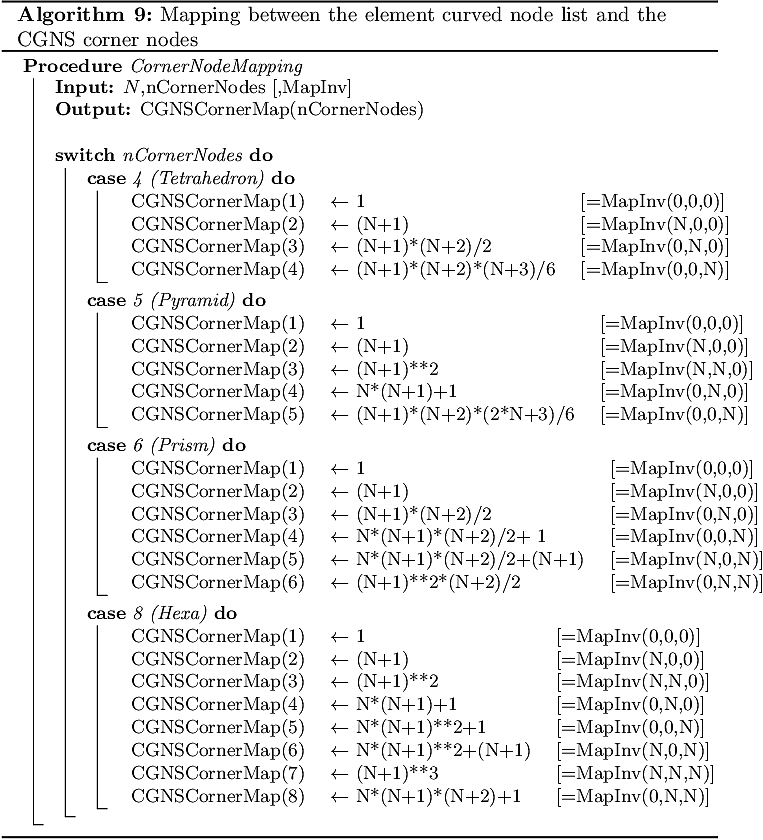 Algorithm 9: Mapping between the element curved node list and the
CGNS corner nodes
Procedure CornerNodeMapping
Input: N,nCornerNodes [,MapInv]
Output: CGNSCornerMap(nCornerNodes)
switch nCornerNodes do
case 4 (Tetrahedron) do
CGNSCornerMap(1) ← 1 [=MapInv(0,0,0)]
CGNSCornerMap(2) ← (N+1) [=MapInv(N,0,0)]
CGNSCornerMap(3) ← (N+1)*(N+2)/2 [=MapInv(0,N,0)]
CGNSCornerMap(4) ← (N+1)*(N+2)*(N+3)/6 [=MapInv(0,0,N)]
case 5 (Pyramid) do
CGNSCornerMap(1) ← 1 [=MapInv(0,0,0)]
CGNSCornerMap(2) ← (N+1) [=MapInv(N,0,0)]
CGNSCornerMap(3) ← (N+1)**2 [=MapInv(N,N,0)]
CGNSCornerMap(4) ← N*(N+1)+1 [=MapInv(0,N,0)]
CGNSCornerMap(5) ← (N+1)*(N+2)*(2*N+3)/6 [=MapInv(0,0,N)]
case 6 (Prism) do
CGNSCornerMap(1) ← 1 [=MapInv(0,0,0)]
CGNSCornerMap(2) ← (N+1) [=MapInv(N,0,0)]
CGNSCornerMap(3) ← (N+1)*(N+2)/2 [=MapInv(0,N,0)]
CGNSCornerMap(4) ← N*(N+1)*(N+2)/2+ 1 [=MapInv(0,0,N)]
CGNSCornerMap(5) ← N*(N+1)*(N+2)/2+(N+1) [=MapInv(N,0,N)]
CGNSCornerMap(6) ← (N+1)**2*(N+2)/2 [=MapInv(0,N,N)]
case 8 (Hexa) do
CGNSCornerMap(1) ← 1 [=MapInv(0,0,0)]
CGNSCornerMap(2) ← (N+1) [=MapInv(N,0,0)]
CGNSCornerMap(3) ← (N+1)**2 [=MapInv(N,N,0)]
CGNSCornerMap(4) ← N*(N+1)+1 [=MapInv(0,N,0)]
CGNSCornerMap(5) ← N*(N+1)**2+1 [=MapInv(0,0,N)]
CGNSCornerMap(6) ← N*(N+1)**2+(N+1) [=MapInv(N,0,N)]
CGNSCornerMap(7) ← (N+1)**3 [=MapInv(N,N,N)]
CGNSCornerMap(8) ← N*(N+1)*(N+2)+1 [=MapInv(0,N,N)]